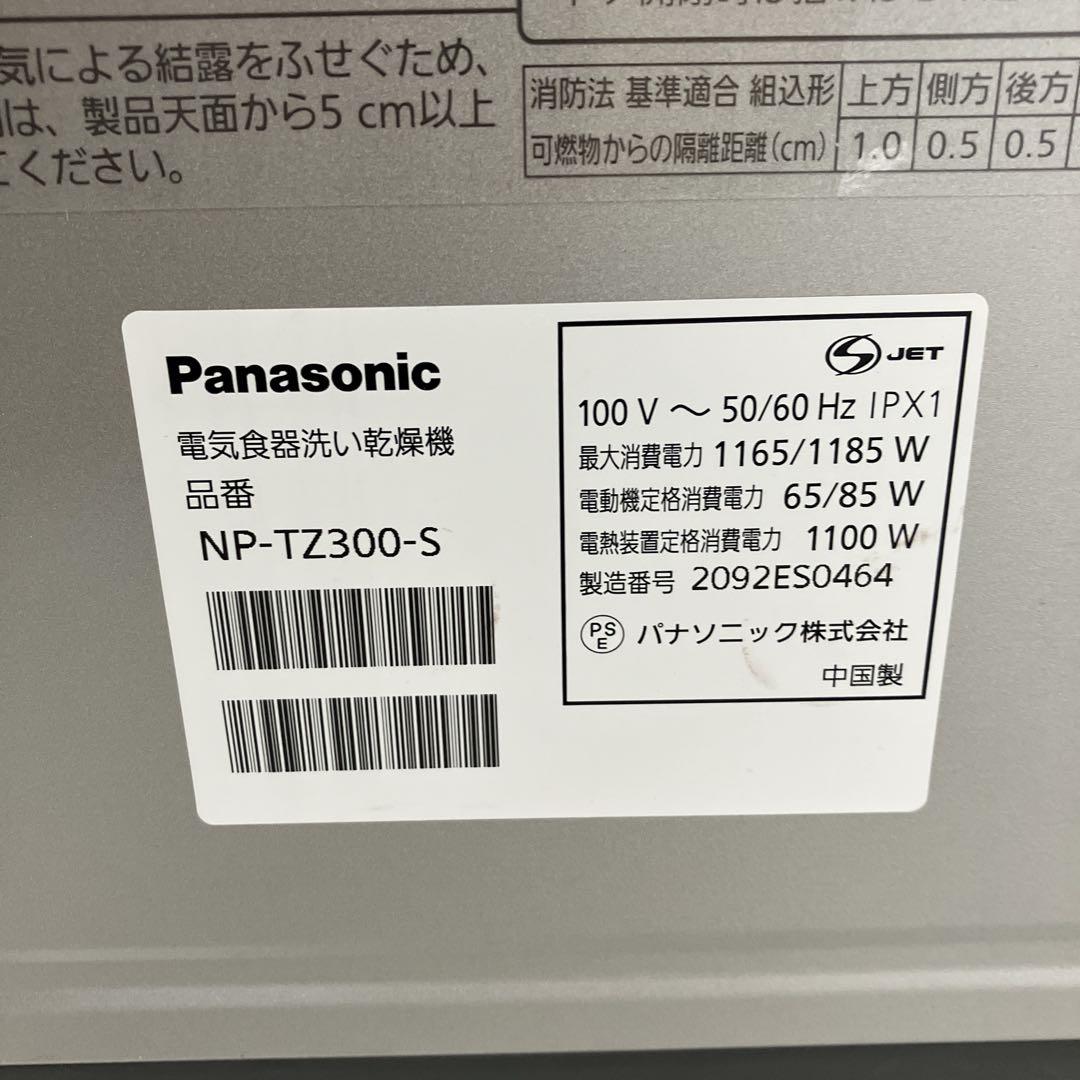 気による結露をふせぐため、
は、製品天面から5 cm以上
ください。
消防法 基準適合 組込形 上方 側方 後方
可燃物からの隔離距離(cm) 1.0 0.5 0.5
Panasonic
電気食器洗い乾燥機
品番
NP-TZ300-S
S JET
100 V ～ 50/60 Hz IPX1
最大消費電力 1165/1185 W
電動機定格消費電力 65/85 W
電熱装置定格消費電力 1100 W
製造番号 2092ES0464
PSE パナソニック株式会社
中国製